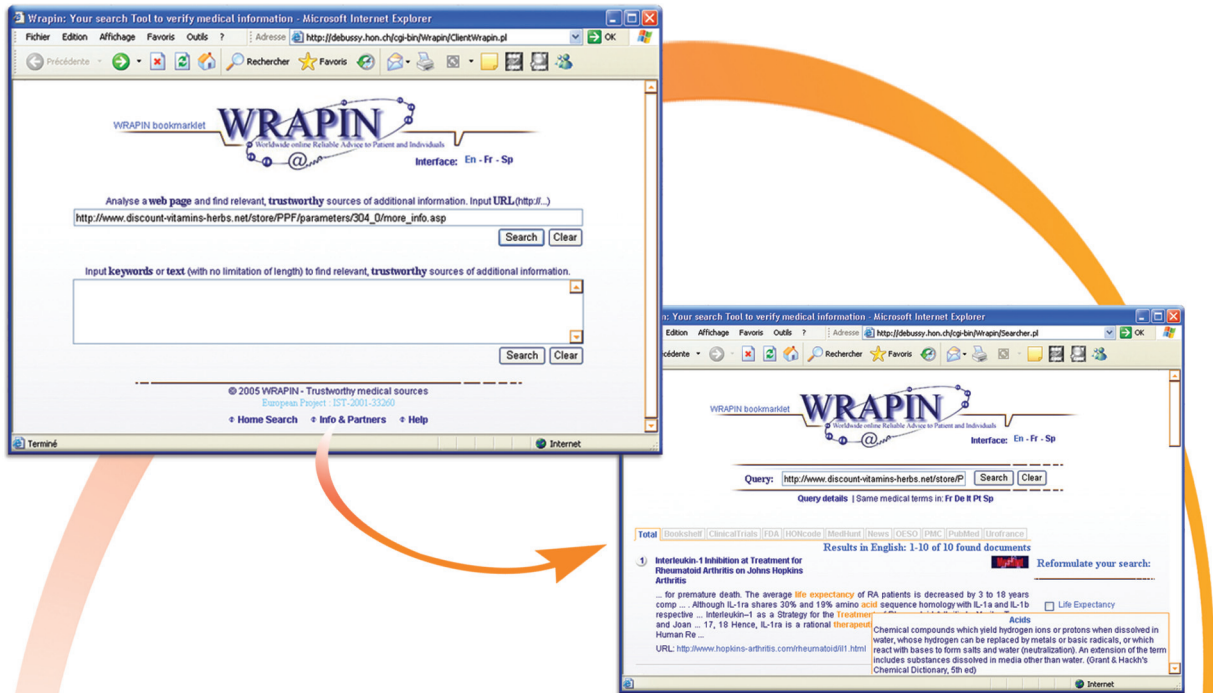 Wrapin: Your search Tool to verify medical information - Microsoft Internet Explorer
Fichier Edition Affichage Favoris Outils ? Adresse http://debussy.hon.ch/cgi-bin/Wrapin/ClientWrapin.pl OK
Précédente Rechercher Favoris
WRAPIN bookmarklet
WRAPIN
Worldwide online Reliable Advice to Patient and Individuals
@
Interface: En - Fr - Sp
Analyse a web page and find relevant, trustworthy sources of additional information. Input URL (http://...)
http://www.discount-vitamins-herbs.net/store/PPF/parameters/304_0/more_info.asp
Search Clear
Input keywords or text (with no limitation of length) to find relevant, trustworthy sources of additional information.
Search Clear
© 2005 WRAPIN - Trustworthy medical sources
European Project : IST-2001-33260
Home Search Info & Partners Help
Terminé Internet
n: Your search Tool to verify medical information - Microsoft Internet Explorer
Edition Affichage Favoris Outils ? Adresse http://debussy.hon.ch/cgi-bin/Wrapin/Searcher.pl OK
écédente Rechercher Favoris
WRAPIN bookmarklet
WRAPIN
Worldwide online Reliable Advice to Patient and Individuals
@
Interface: En - Fr - Sp
Query: http://www.discount-vitamins-herbs.net/store/P Search Clear
Query details | Same medical terms in: Fr De It Pt Sp
Total Bookshelf ClinicalTrials FDA HONcode MedHunt News OESO PMC PubMed Urofrance
Results in English: 1-10 of 10 found documents
1 Interleukin-1 Inhibition at Treatment for
Rheumatoid Arthritis on Johns Hopkins
Arthritis
MedHunt
Reformulate your search:
... for premature death. The average life expectancy of RA patients is decreased by 3 to 18 years
comp ... . Although IL-1ra shares 30% and 19% amino acid sequence homology with IL-1a and IL-1b
respective ... Interleukin–1 as a Strategy for the Treatm
and Joan ... 17, 18 Hence, IL-1ra is a rational therapeut
Human Re ...
URL: http://www.hopkins-arthritis.com/rheumatoid/il1.html
Life Expectancy
Acids
Chemical compounds which yield hydrogen ions or protons when dissolved in
water, whose hydrogen can be replaced by metals or basic radicals, or which
react with bases to form salts and water (neutralization). An extension of the term
includes substances dissolved in media other than water. (Grant & Hackh's
Chemical Dictionary, 5th ed)
Internet